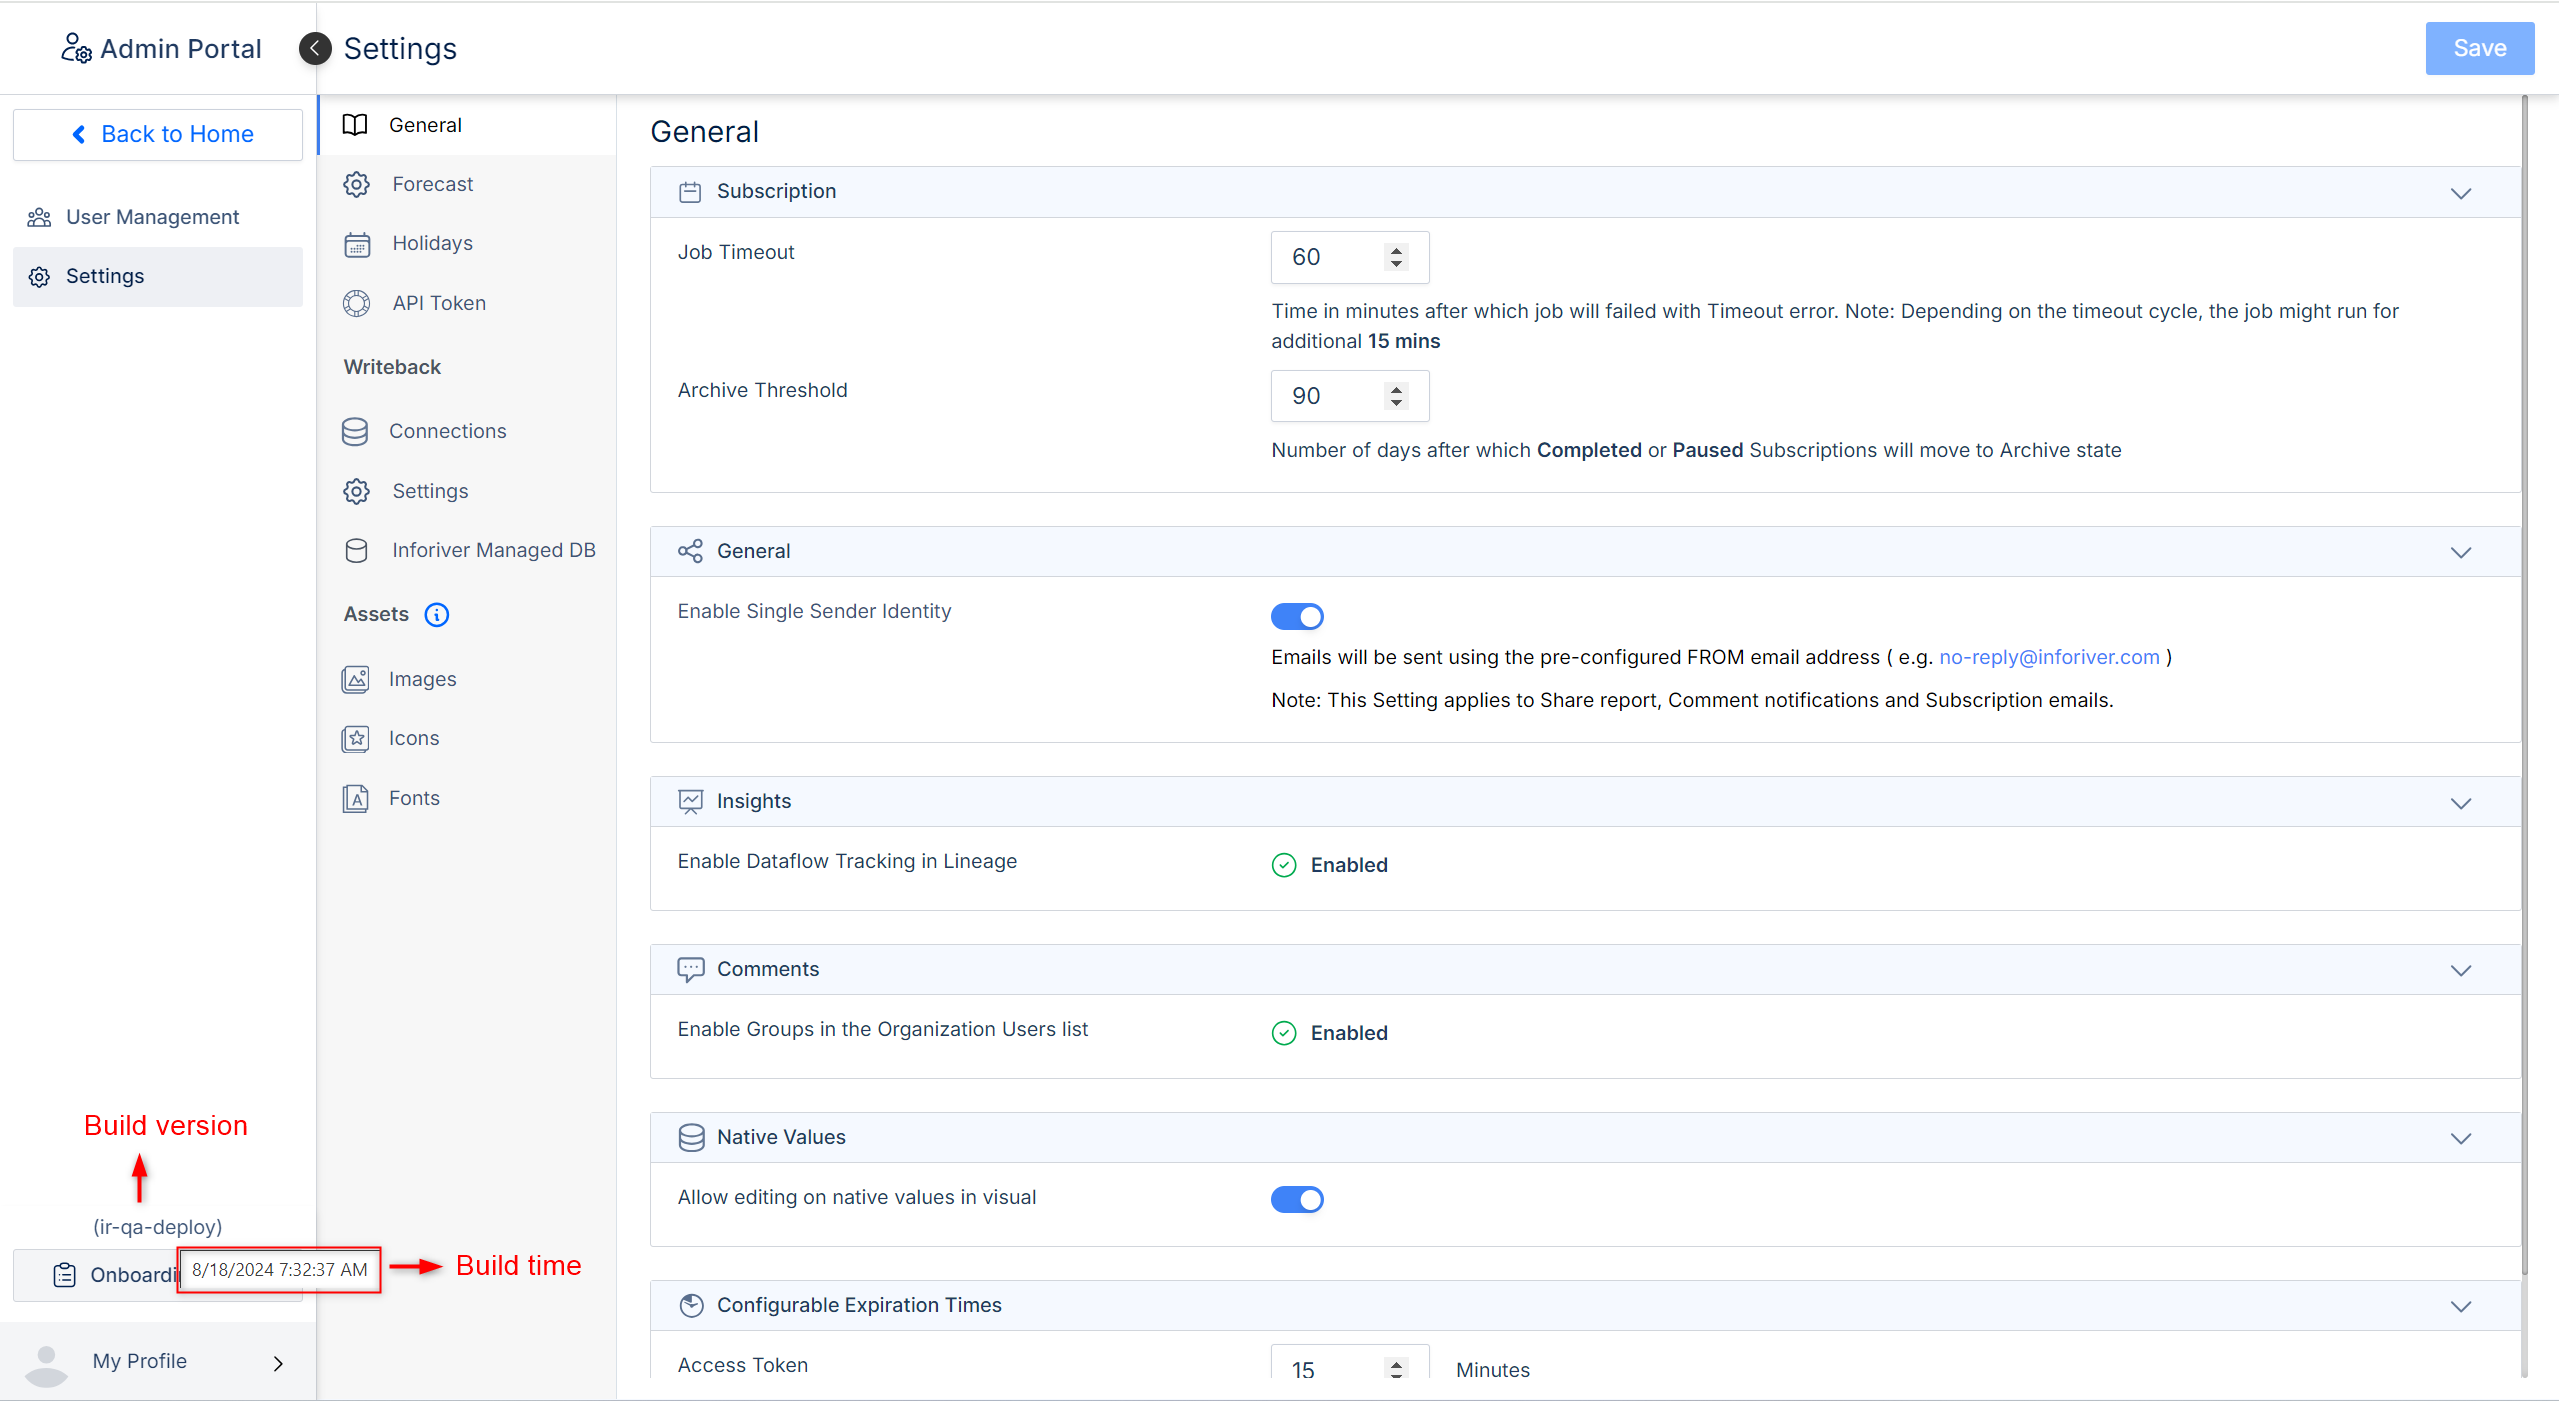 Admin Portal
Settings
Save
Back to Home
User Management
Settings
Build version
(ir-qa-deploy)
Onboardi
8/18/2024 7:32:37 AM
Build time
My Profile
General
Forecast
Holidays
API Token
Writeback
Connections
Settings
Inforiver Managed DB
Assets
Images
Icons
Fonts
General
Subscription
Job Timeout
60
Time in minutes after which job will failed with Timeout error. Note: Depending on the timeout cycle, the job might run for
additional 15 mins
Archive Threshold
90
Number of days after which Completed or Paused Subscriptions will move to Archive state
General
Enable Single Sender Identity
Emails will be sent using the pre-configured FROM email address ( e.g. no-reply@inforiver.com )
Note: This Setting applies to Share report, Comment notifications and Subscription emails.
Insights
Enable Dataflow Tracking in Lineage
Enabled
Comments
Enable Groups in the Organization Users list
Enabled
Native Values
Allow editing on native values in visual
Configurable Expiration Times
Access Token
15
Minutes